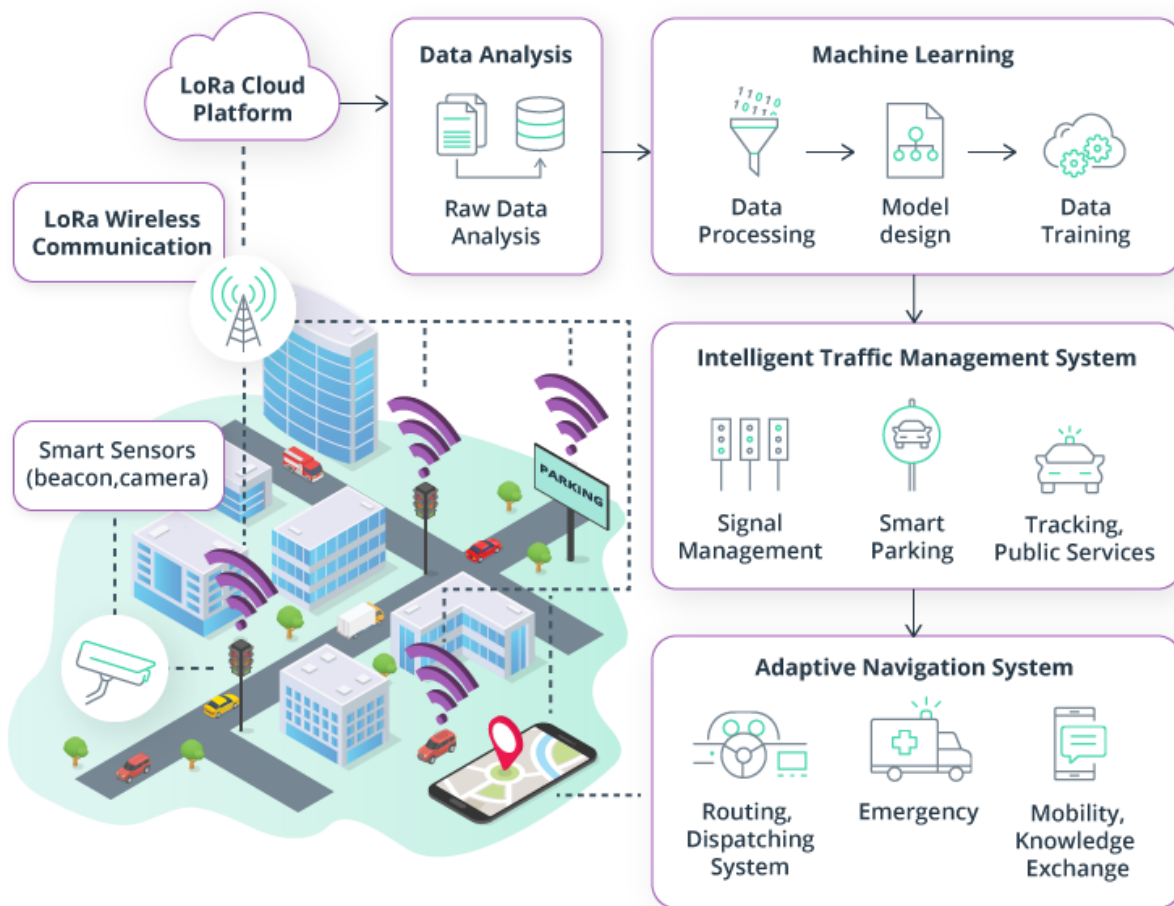 LoRa Cloud
Platform
Data Analysis
Raw Data
Analysis
Machine Learning
11010
10110
Data
Processing
Model
design
Data
Training
LoRa Wireless
Communication
Smart Sensors
(beacon,camera)
PARKING
Intelligent Traffic Management System
Signal
Management
Smart
Parking
Tracking,
Public Services
Adaptive Navigation System
Routing,
Dispatching
System
Emergency
Mobility,
Knowledge
Exchange